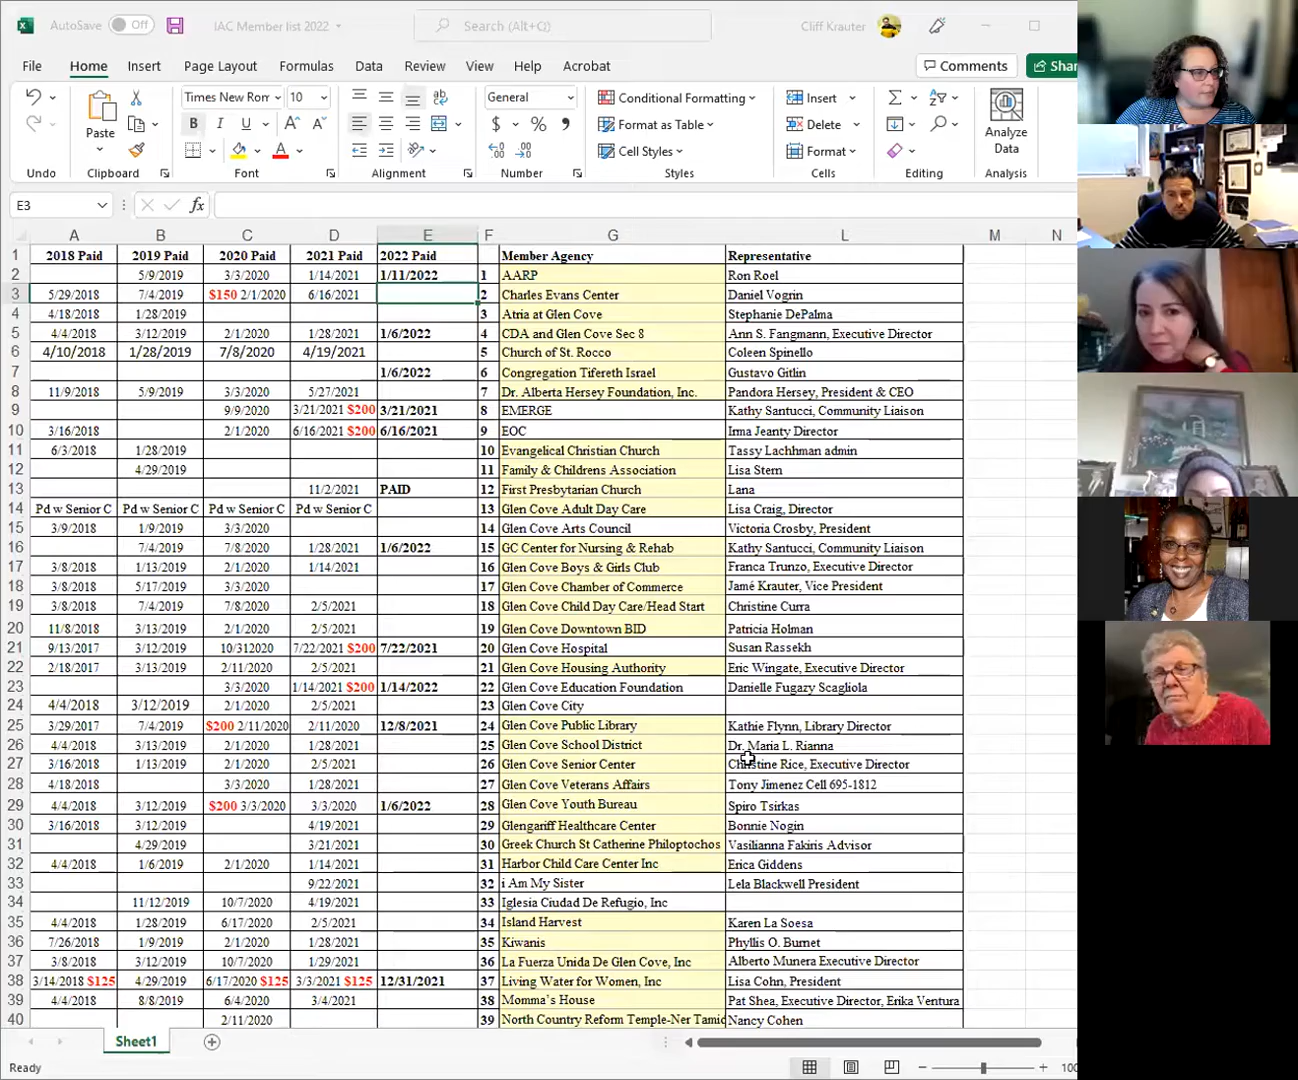 AutoSave Off IAC Member list 2022 Search (Alt+Q) Cliff Krauter
File Home Insert Page Layout Formulas Data Review View Help Acrobat Comments Shar
Times New Ror 10 General Conditional Formatting Insert
Paste B I U $ % Format as Table Delete Analyze Data
Cell Styles Format
Undo Clipboard Font Alignment Number Styles Cells Editing Analysis
E3 fx
A B C D E F G L M N
1 2018 Paid 2019 Paid 2020 Paid 2021 Paid 2022 Paid Member Agency Representative
2 5/9/2019 3/3/2020 1/14/2021 1/11/2022 1 AARP Ron Roel
3 5/29/2018 7/4/2019 $150 2/1/2020 6/16/2021 2 Charles Evans Center Daniel Vogrin
4 4/18/2018 1/28/2019 3 Atria at Glen Cove Stephanie DePalma
5 4/4/2018 3/12/2019 2/1/2020 1/28/2021 1/6/2022 4 CDA and Glen Cove Sec 8 Ann S. Fangmann, Executive Director
6 4/10/2018 1/28/2019 7/8/2020 4/19/2021 5 Church of St. Rocco Coleen Spinello
7 1/6/2022 6 Congregation Tifereth Israel Gustavo Gitlin
8 11/9/2018 5/9/2019 3/3/2020 5/27/2021 7 Dr. Alberta Hersey Foundation, Inc. Pandora Hersey, President & CEO
9 9/9/2020 3/21/2021 $200 3/21/2021 8 EMERGE Kathy Santucci, Community Liaison
10 3/16/2018 2/1/2020 6/16/2021 $200 6/16/2021 9 EOC Irma Jeanty Director
11 6/3/2018 1/28/2019 10 Evangelical Christian Church Tassy Lachhman admin
12 4/29/2019 11 Family & Childrens Association Lisa Stern
13 11/2/2021 PAID 12 First Presbytarian Church Lana
14 Pd w Senior C Pd w Senior C Pd w Senior C Pd w Senior C 13 Glen Cove Adult Day Care Lisa Craig, Director
15 3/9/2018 1/9/2019 3/3/2020 14 Glen Cove Arts Council Victoria Crosby, President
16 7/4/2019 7/8/2020 1/28/2021 1/6/2022 15 GC Center for Nursing & Rehab Kathy Santucci, Community Liaison
17 3/8/2018 1/13/2019 2/1/2020 1/14/2021 16 Glen Cove Boys & Girls Club Franca Trunzo, Executive Director
18 3/8/2018 5/17/2019 3/3/2020 17 Glen Cove Chamber of Commerce Jamé Krauter, Vice President
19 3/8/2018 7/4/2019 7/8/2020 2/5/2021 18 Glen Cove Child Day Care/Head Start Christine Curra
20 11/8/2018 3/13/2019 2/1/2020 2/5/2021 19 Glen Cove Downtown BID Patricia Holman
21 9/13/2017 3/12/2019 10/312020 7/22/2021 $200 7/22/2021 20 Glen Cove Hospital Susan Rassekh
22 2/18/2017 3/13/2019 2/11/2020 2/5/2021 21 Glen Cove Housing Authority Eric Wingate, Executive Director
23 3/3/2020 1/14/2021 $200 1/14/2022 22 Glen Cove Education Foundation Danielle Fugazy Scagliola
24 4/4/2018 3/12/2019 2/1/2020 2/5/2021 23 Glen Cove City
25 3/29/2017 7/4/2019 $200 2/11/2020 2/11/2020 12/8/2021 24 Glen Cove Public Library Kathie Flynn, Library Director
26 4/4/2018 3/13/2019 2/1/2020 1/28/2021 25 Glen Cove School District Dr. Maria L. Rianna
27 3/16/2018 1/13/2019 2/1/2020 2/5/2021 26 Glen Cove Senior Center Christine Rice, Executive Director
28 4/18/2018 3/3/2020 1/28/2021 27 Glen Cove Veterans Affairs Tony Jimenez Cell 695-1812
29 4/4/2018 3/12/2019 $200 3/3/2020 3/3/2020 1/6/2022 28 Glen Cove Youth Bureau Spiro Tsirkas
30 3/16/2018 3/12/2019 4/19/2021 29 Glengariff Healthcare Center Bonnie Nogin
31 4/29/2019 3/21/2021 30 Greek Church St Catherine Philoptochos Vasilianna Fakiris Advisor
32 4/4/2018 1/6/2019 2/1/2020 1/14/2021 31 Harbor Child Care Center Inc Erica Giddens
33 9/22/2021 32 i Am My Sister Lela Blackwell President
34 11/12/2019 10/7/2020 4/19/2021 33 Iglesia Ciudad De Refugio, Inc
35 4/4/2018 1/28/2019 6/17/2020 2/5/2021 34 Island Harvest Karen La Soesa
36 7/26/2018 1/9/2019 2/1/2020 1/28/2021 35 Kiwanis Phyllis O. Burnet
37 3/8/2018 3/12/2019 10/7/2020 1/29/2021 36 La Fuerza Unida De Glen Cove, Inc Alberto Munera Executive Director
38 3/14/2018 $125 4/29/2019 6/17/2020 $125 3/3/2021 $125 12/31/2021 37 Living Water for Women, Inc Lisa Cohn, President
39 4/4/2018 8/8/2019 6/4/2020 3/4/2021 38 Momma's House Pat Shea, Executive Director, Erika Ventura
40 2/11/2020 39 North Country Reform Temple-Ner Tamid Nancy Cohen
Sheet1
Ready 100